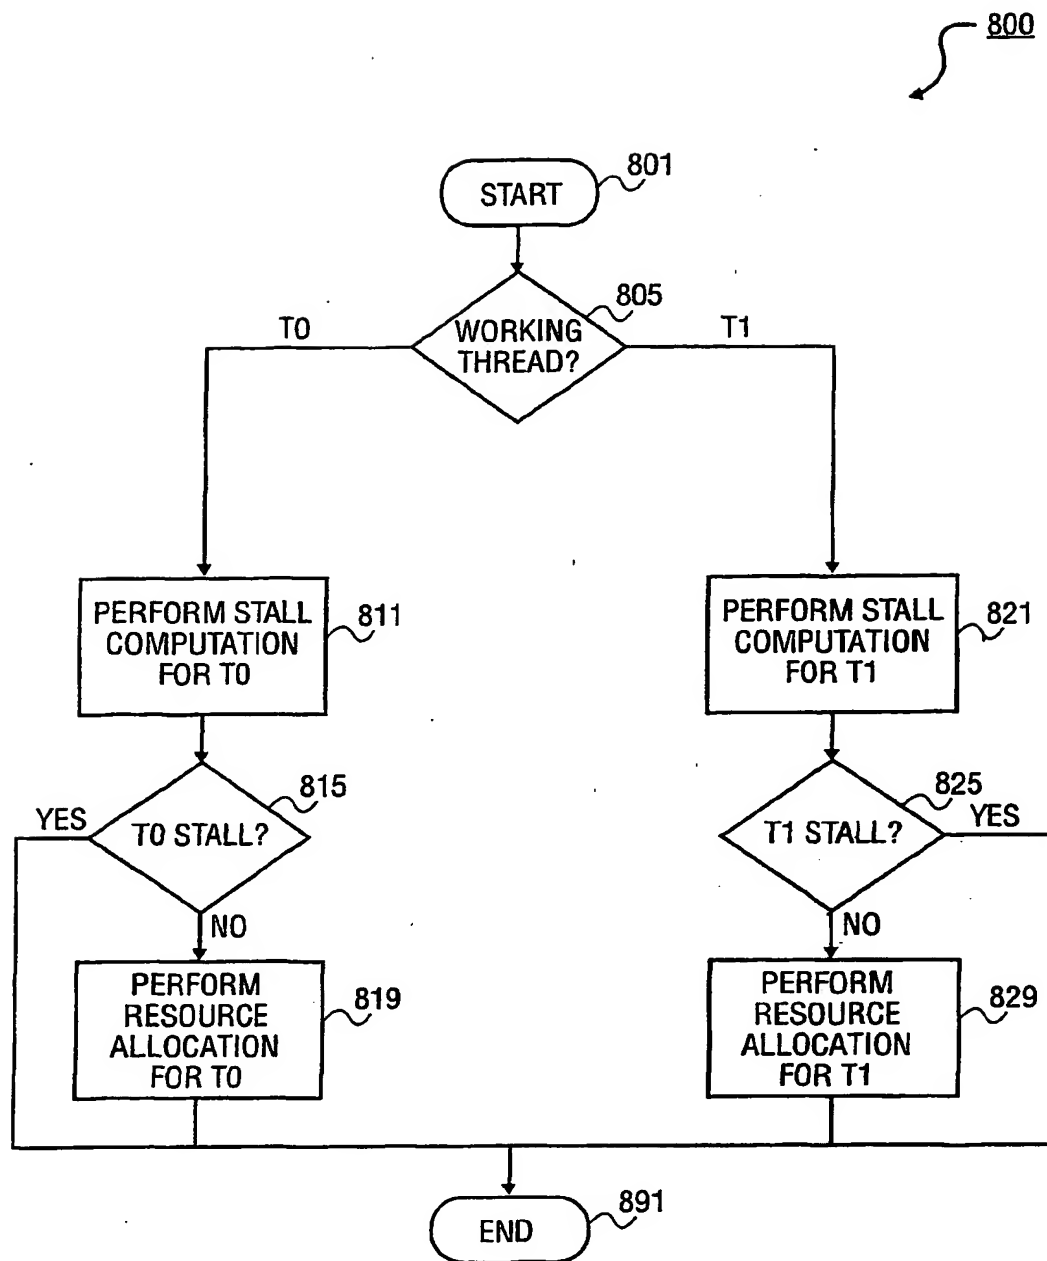 800
START
801
WORKING
THREAD?
805
T0
T1
PERFORM STALL
COMPUTATION
FOR T0
811
PERFORM STALL
COMPUTATION
FOR T1
821
T0 STALL?
815
YES
NO
T1 STALL?
825
YES
NO
PERFORM
RESOURCE
ALLOCATION
FOR T0
819
PERFORM
RESOURCE
ALLOCATION
FOR T1
829
END
891